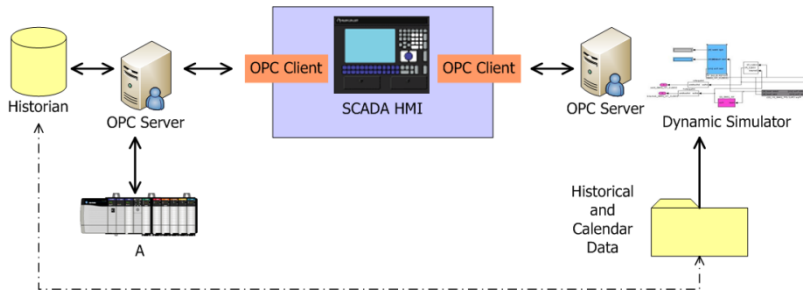 OPC Client
OPC Client
SCADA HMI
Historian
OPC Server
OPC Server
Dynamic Simulator
A
Historical
and
Calendar
Data